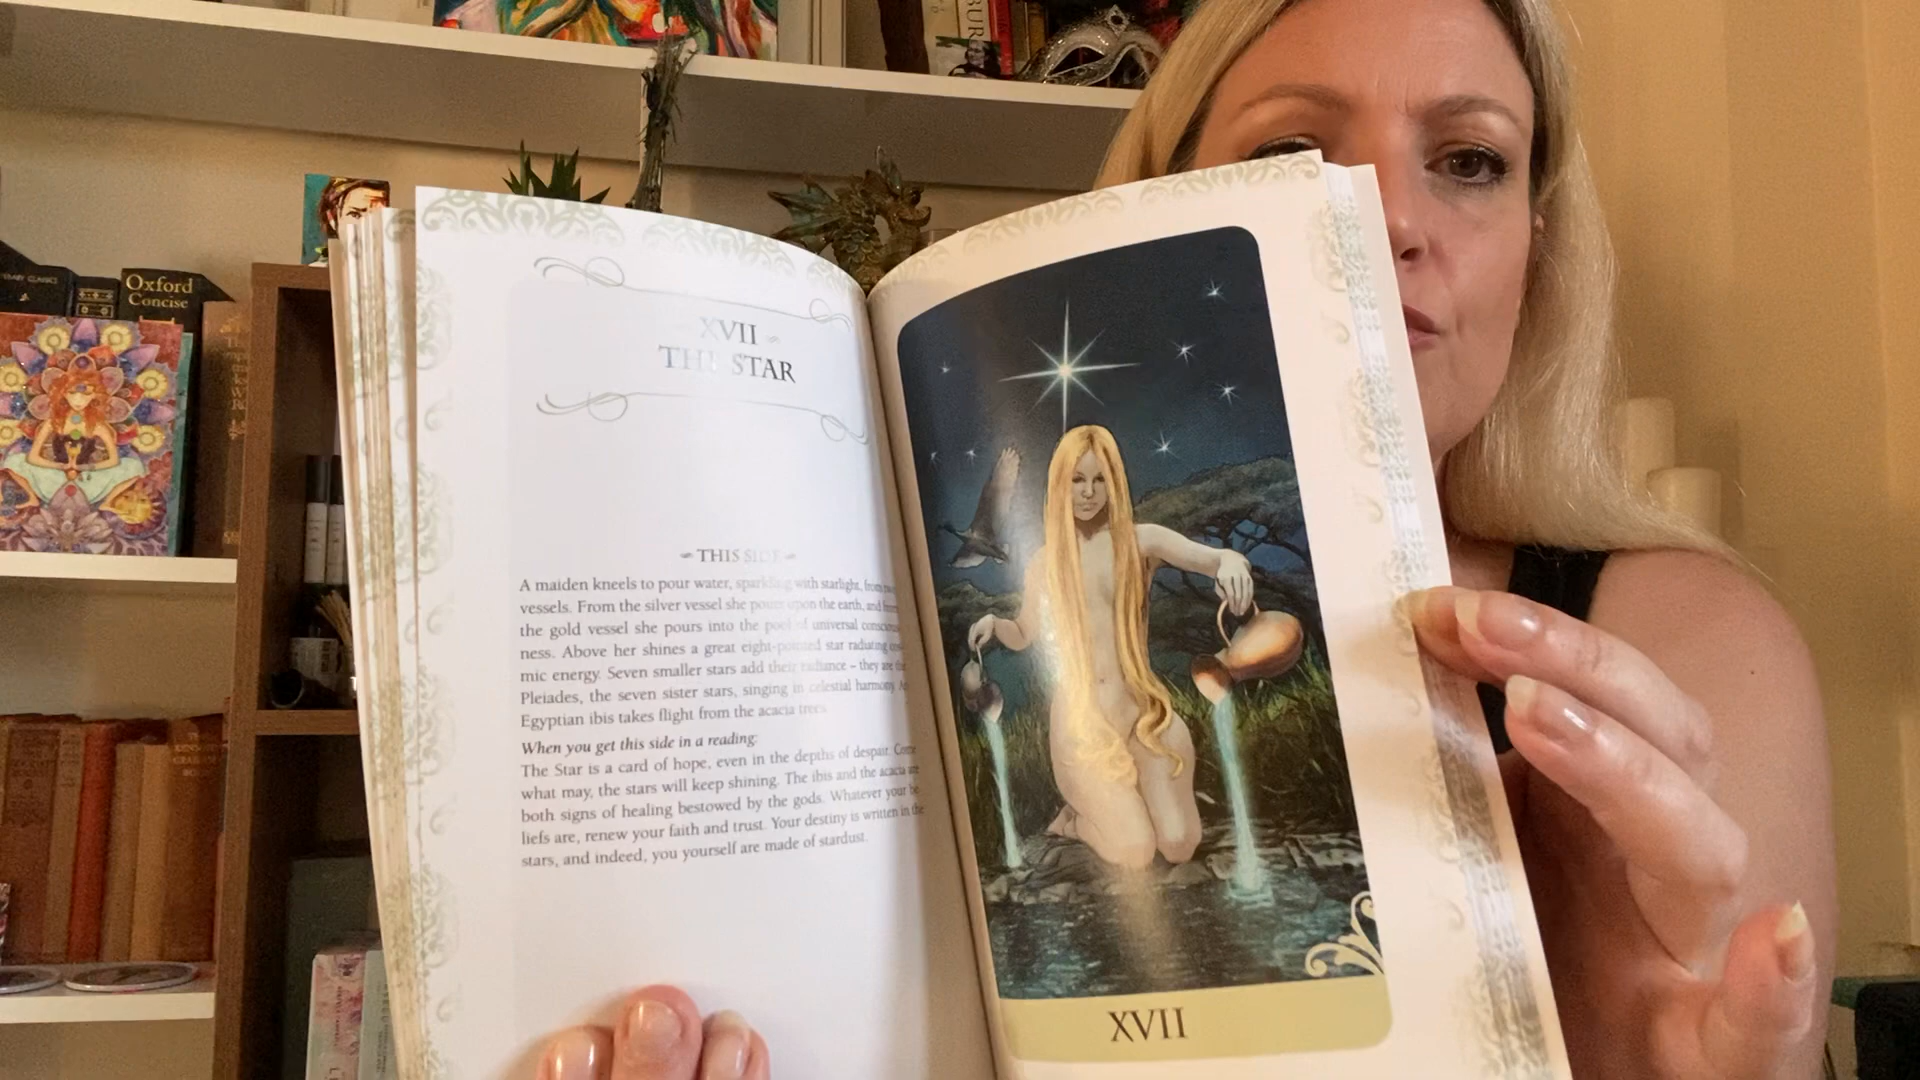 BUR
Oxford
Concise
XVII
THE STAR
THIS SIDE
A maiden kneels to pour water, sparkling with starlight, from two
vessels. From the silver vessel she pours upon the earth, and from
the gold vessel she pours into the pool of universal conscious-
ness. Above her shines a great eight-pointed star radiating cos-
mic energy. Seven smaller stars add their radiance – they are the
Pleiades, the seven sister stars, singing in celestial harmony. An
Egyptian ibis takes flight from the acacia trees.
When you get this side in a reading:
The Star is a card of hope, even in the depths of despair. Come
what may, the stars will keep shining. The ibis and the acacia are
both signs of healing bestowed by the gods. Whatever your be-
liefs are, renew your faith and trust. Your destiny is written in the
stars, and indeed, you yourself are made of stardust.
XVII